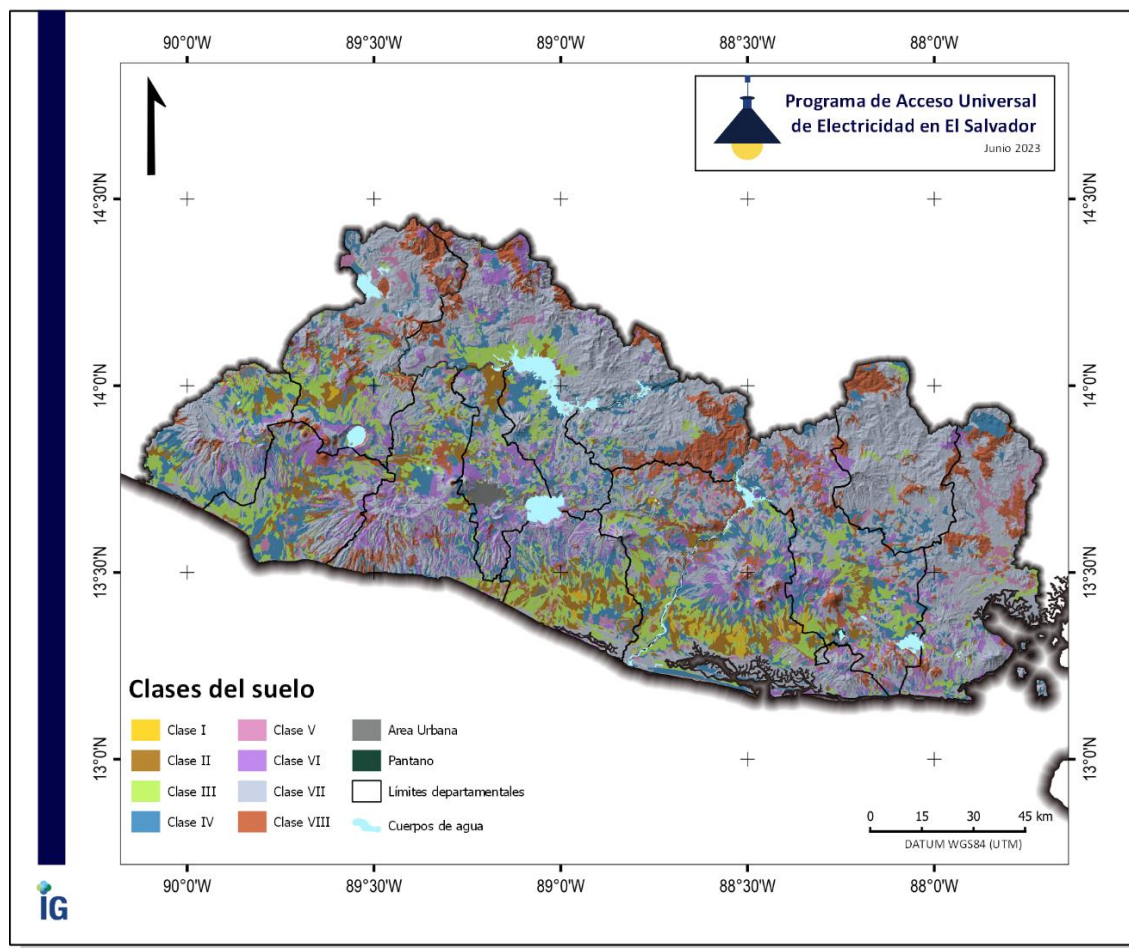 90°0'W 89°30'W 89°0'W 88°30'W 88°0'W
Programa de Acceso Universal
de Electricidad en El Salvador
Junio 2023
14°30'N 14°30'N
14°0'N 14°0'N
13°30'N 13°30'N
13°0'N 13°0'N
Clases del suelo
Clase I
Clase II
Clase III
Clase IV
Clase V
Clase VI
Clase VII
Clase VIII
Area Urbana
Pantano
Límites departamentales
Cuerpos de agua
0 15 30 45 km
DATUM WGS84 (UTM)
90°0'W 89°30'W 89°0'W 88°30'W 88°0'W
iG